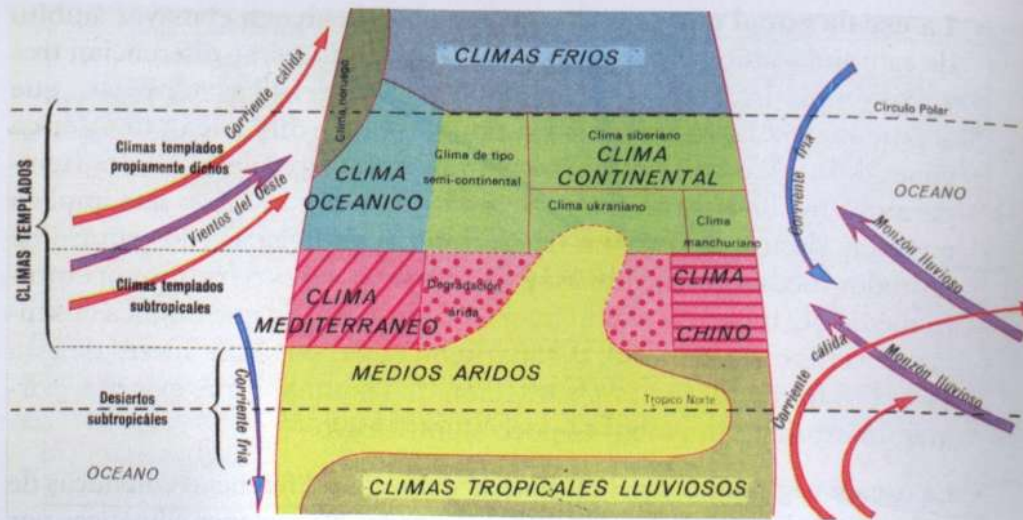 CLIMAS FRIOS
Círculo Polar
CLIMAS TEMPLADOS
Climas templados
propiamente dichos
Corriente cálida
Vientos del Oeste
Climas templados
subtropicales
Clima noruego
CLIMA
OCEANICO
Clima de tipo
semi-continental
Clima siberiano
CLIMA
CONTINENTAL
Clima ukraniano
Clima
manchuriano
Corriente fría
OCEANO
Monzón lluvioso
CLIMA
MEDITERRANEO
Degradación
árida
CLIMA
CHINO
MEDIOS ARIDOS
Desiertos
subtropicáles
Corriente fría
Tropico Norte
Corriente cálida
Monzón lluvioso
OCEANO
CLIMAS TROPICALES LLUVIOSOS